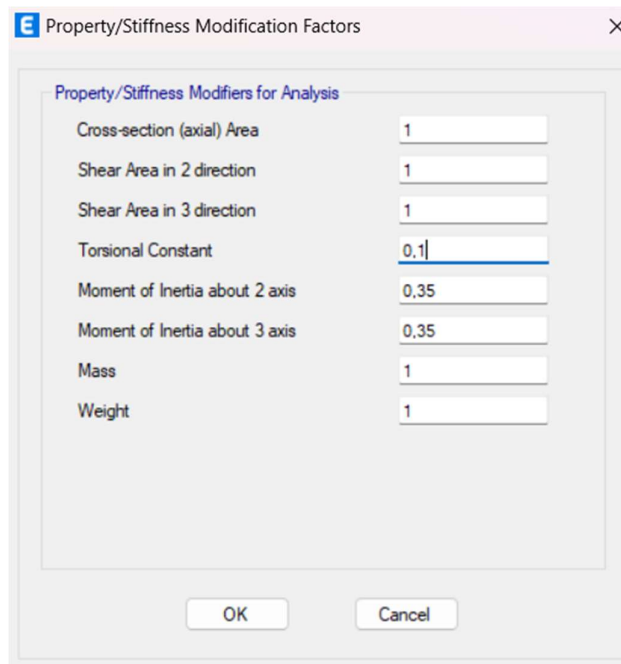 E Property/Stiffness Modification Factors
Property/Stiffness Modifiers for Analysis
Cross-section (axial) Area 1
Shear Area in 2 direction 1
Shear Area in 3 direction 1
Torsional Constant 0,1
Moment of Inertia about 2 axis 0,35
Moment of Inertia about 3 axis 0,35
Mass 1
Weight 1
OK Cancel